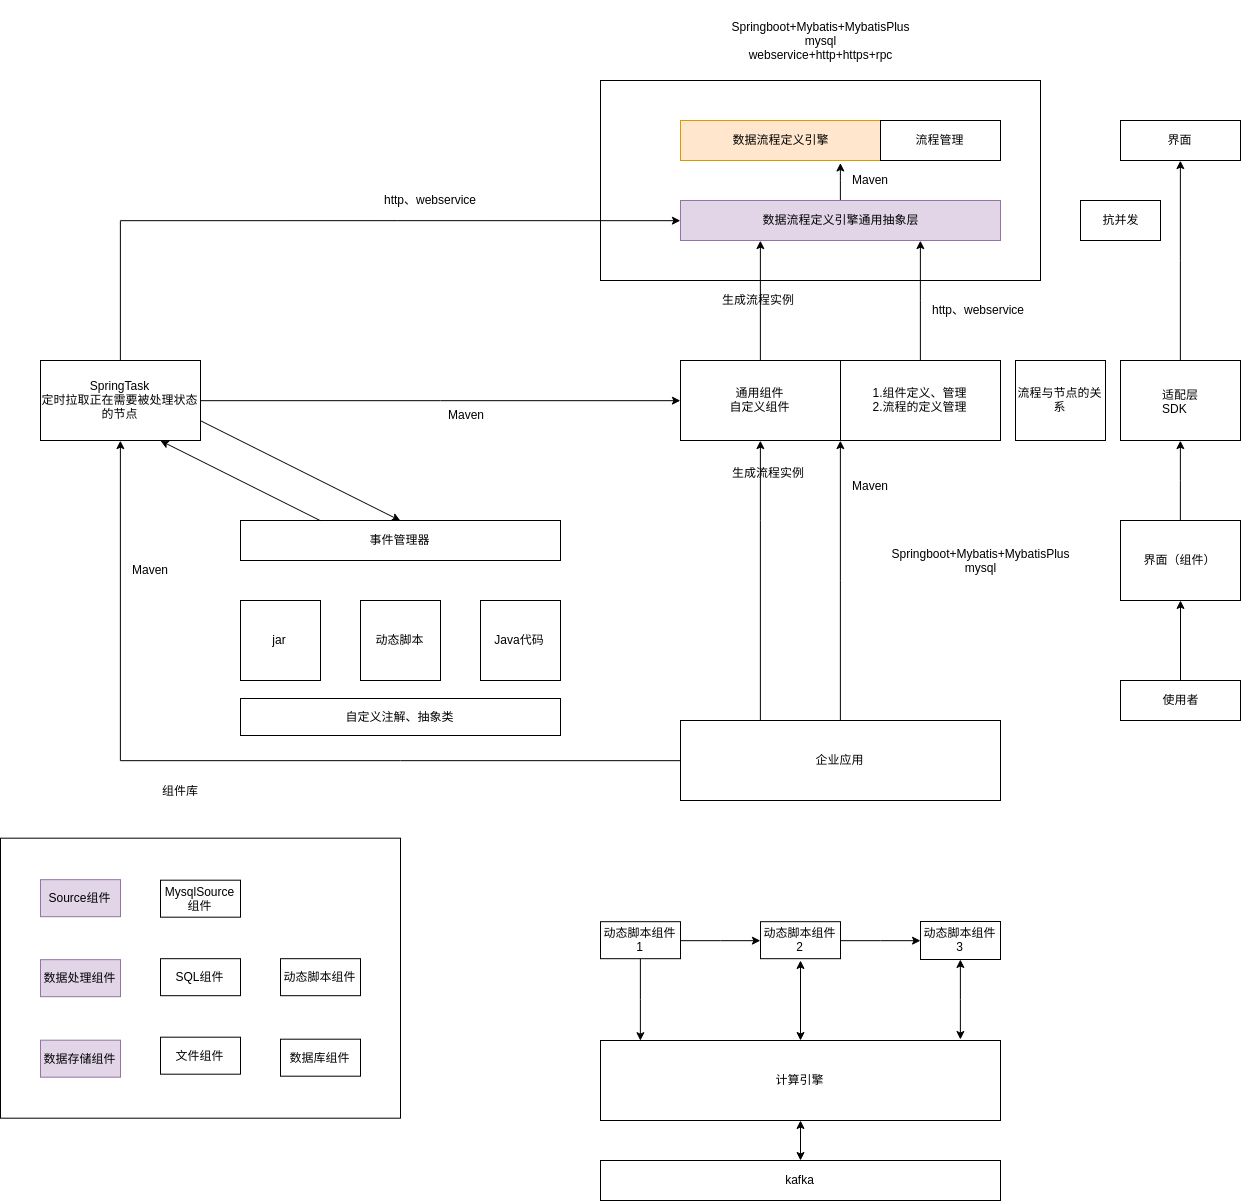 Springboot+Mybatis+MybatisPlus
mysql
webservice+http+https+rpc
数据流程定义引擎
流程管理
界面
Maven
http、webservice
数据流程定义引擎通用抽象层
抗并发
生成流程实例
http、webservice
SpringTask
定时拉取正在需要被处理状态
的节点
Maven
通用组件
自定义组件
1.组件定义、管理
2.流程的定义管理
流程与节点的关
系
适配层
SDK
生成流程实例
Maven
事件管理器
Springboot+Mybatis+MybatisPlus
mysql
界面（组件）
Maven
jar
动态脚本
Java代码
使用者
自定义注解、抽象类
企业应用
组件库
Source组件
MysqlSource
组件
数据处理组件
SQL组件
动态脚本组件
数据存储组件
文件组件
数据库组件
动态脚本组件
1
动态脚本组件
2
动态脚本组件
3
计算引擎
kafka